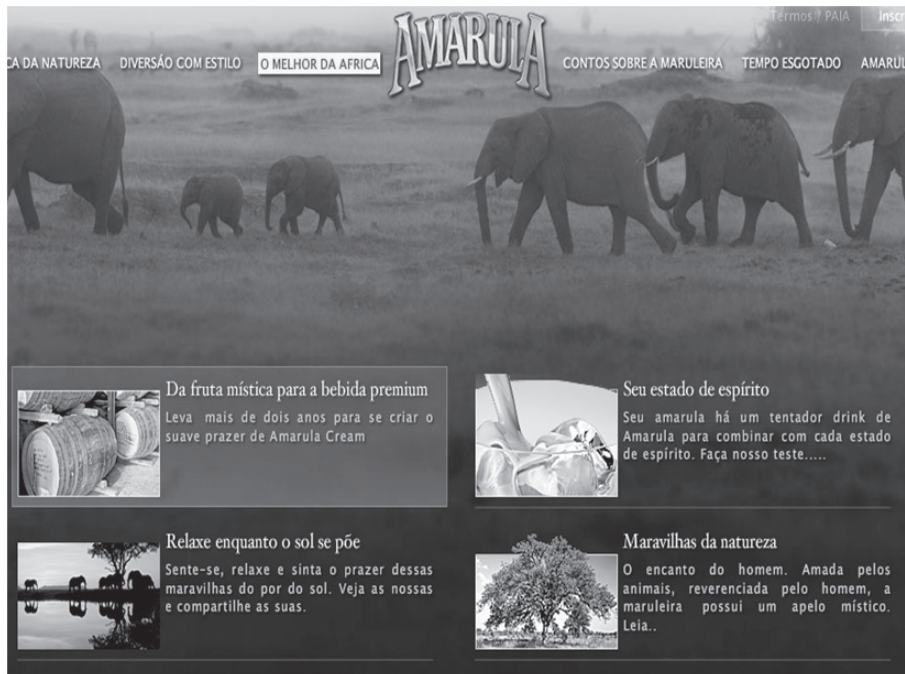 Termos / PAIA Inscr
CA DA NATUREZA DIVERSÃO COM ESTILO O MELHOR DA AFRICA AMARULA CONTOS SOBRE A MARULEIRA TEMPO ESGOTADO AMARUL
Da fruta mística para a bebida premium
Leva mais de dois anos para se criar o
suave prazer de Amarula Cream
Seu estado de espírito
Seu amarula há um tentador drink de
Amarula para combinar com cada estado
de espírito. Faça nosso teste.....
Relaxe enquanto o sol se põe
Sente-se, relaxe e sinta o prazer dessas
maravilhas do por do sol. Veja as nossas
e compartilhe as suas.
Maravilhas da natureza
O encanto do homem. Amada pelos
animais, reverenciada pelo homem, a
maruleira possui um apelo místico.
Leia..